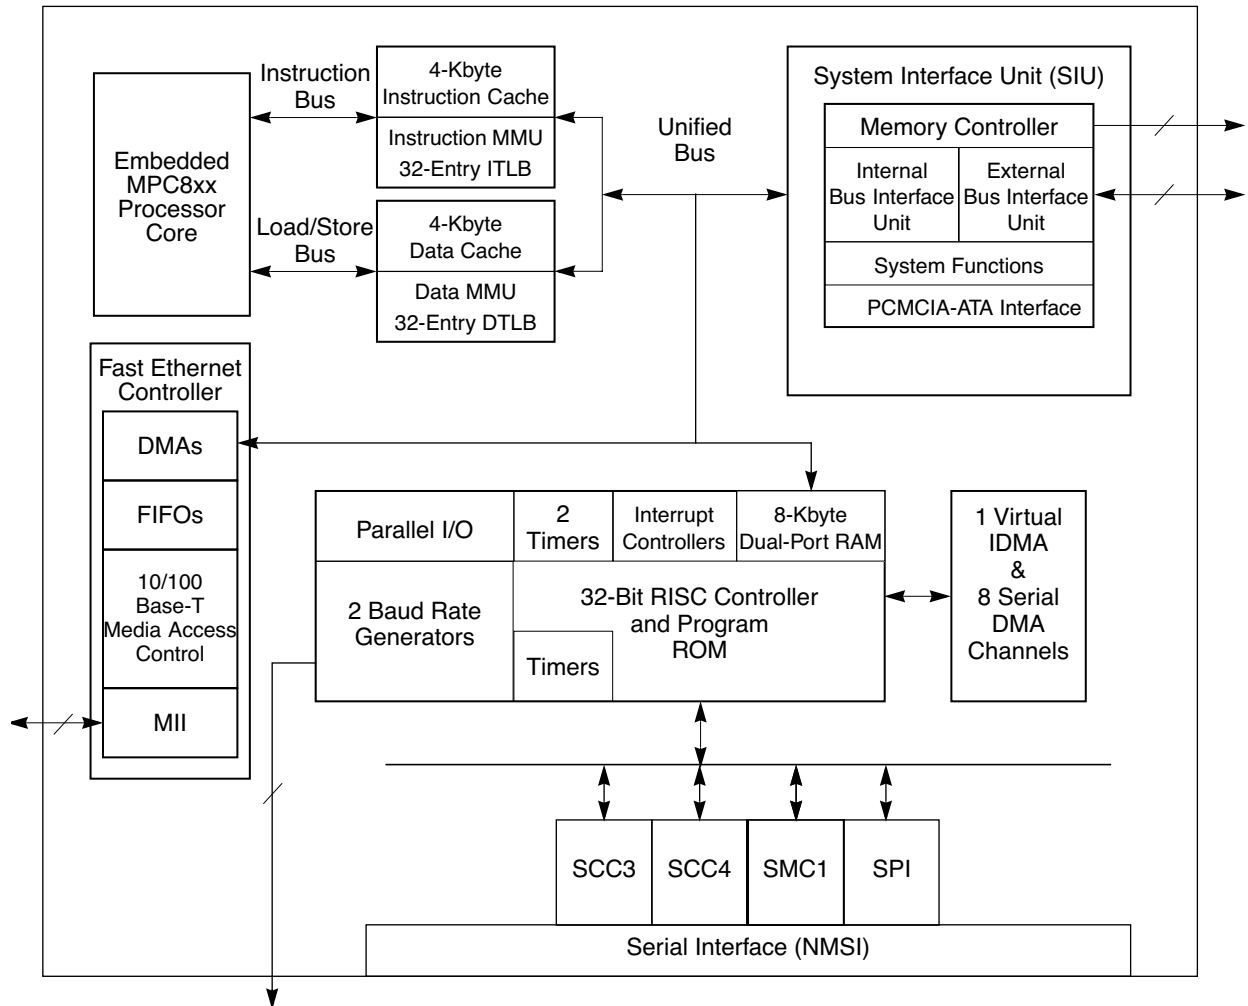 Instruction
Bus
4-Kbyte
Instruction Cache
Instruction MMU
32-Entry ITLB
Embedded
MPC8xx
Processor
Core
Load/Store
Bus
4-Kbyte
Data Cache
Data MMU
32-Entry DTLB
Unified
Bus
System Interface Unit (SIU)
Memory Controller
Internal
Bus Interface
Unit
External
Bus Interface
Unit
System Functions
PCMCIA-ATA Interface
Fast Ethernet
Controller
DMAs
FIFOs
10/100
Base-T
Media Access
Control
MII
Parallel I/O
2
Timers
Interrupt
Controllers
8-Kbyte
Dual-Port RAM
2 Baud Rate
Generators
32-Bit RISC Controller
and Program
ROM
Timers
1 Virtual
IDMA
&
8 Serial
DMA
Channels
SCC3
SCC4
SMC1
SPI
Serial Interface (NMSI)